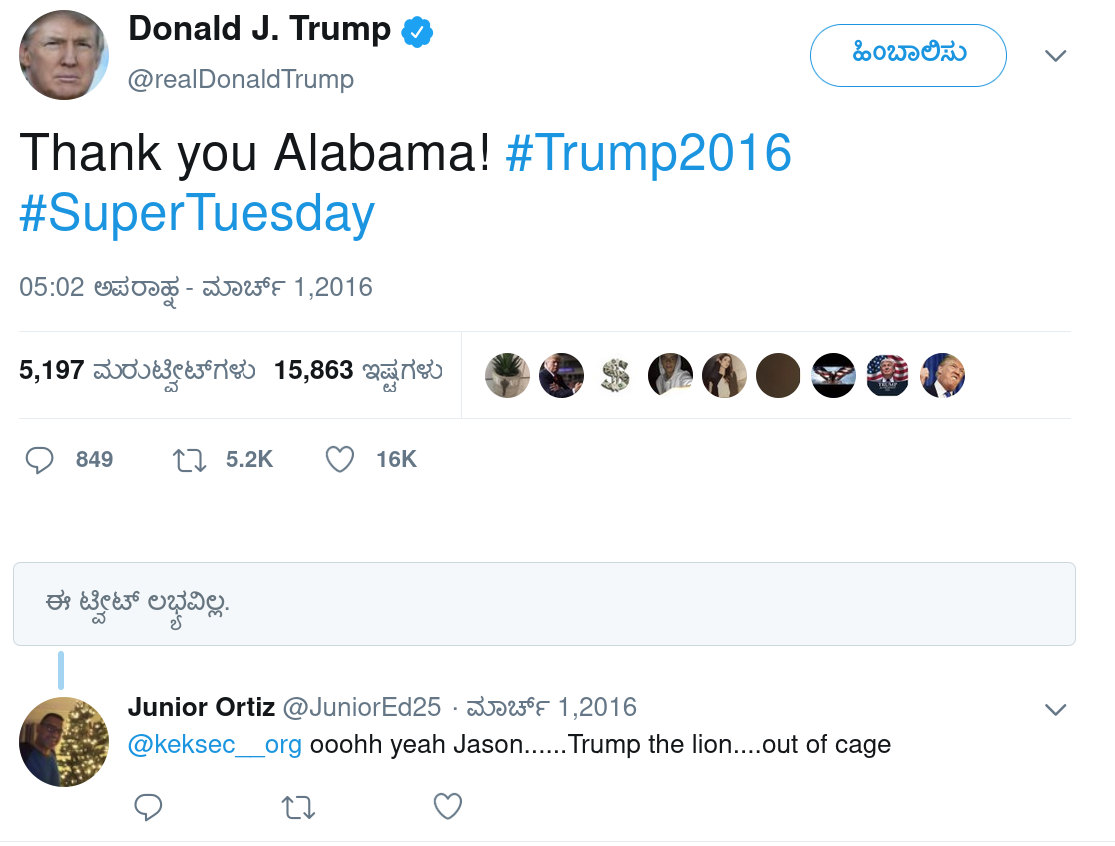 Donald J. Trump
@realDonaldTrump
ಹಿಂಬಾಲಿಸು
Thank you Alabama! #Trump2016
#SuperTuesday
05:02 ಅಪರಾಹ್ನ - ಮಾರ್ಚ್ 1,2016
5,197 ಮರುಟ್ವೀಟ್‌ಗಳು 15,863 ಇಷ್ಟಗಳು
849 5.2K 16K
ಈ ಟ್ವೀಟ್ ಲಭ್ಯವಿಲ್ಲ.
Junior Ortiz @JuniorEd25 · ಮಾರ್ಚ್ 1,2016
@keksec__org ooohh yeah Jason......Trump the lion....out of cage